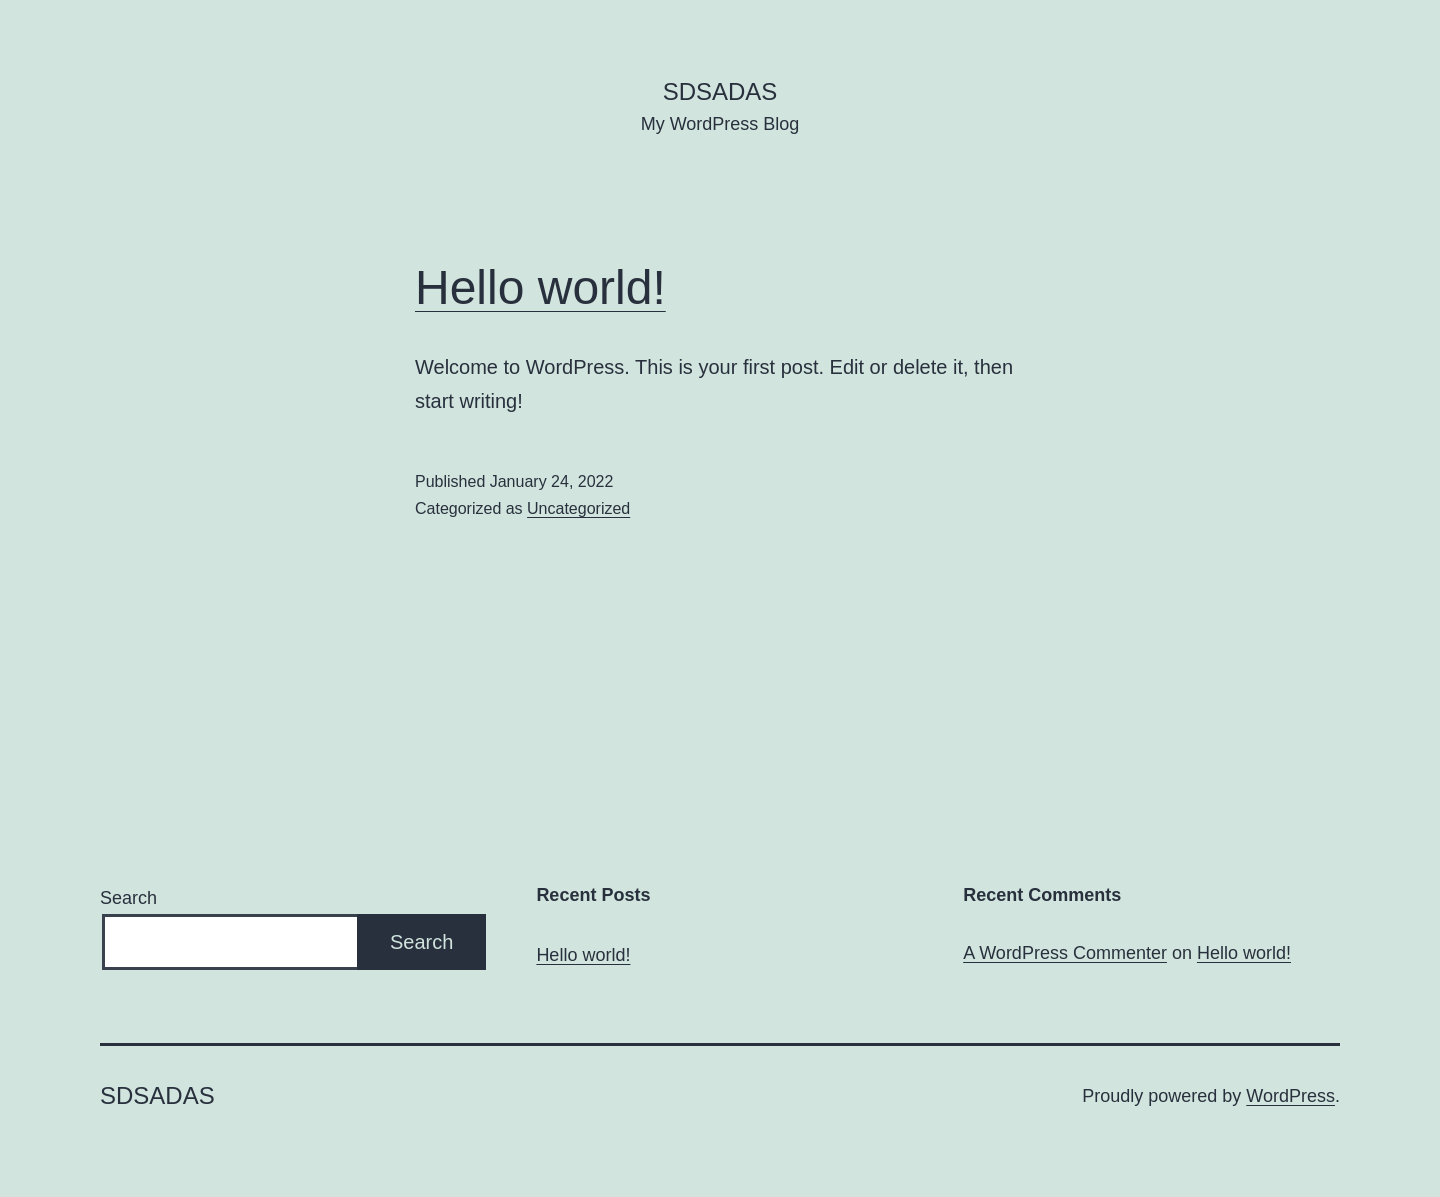 SDSADAS
My WordPress Blog
Hello world!
Welcome to WordPress. This is your first post. Edit or delete it, then
start writing!
Published January 24, 2022
Categorized as Uncategorized
Search
Search
Recent Posts
Hello world!
Recent Comments
A WordPress Commenter on Hello world!
SDSADAS
Proudly powered by WordPress.